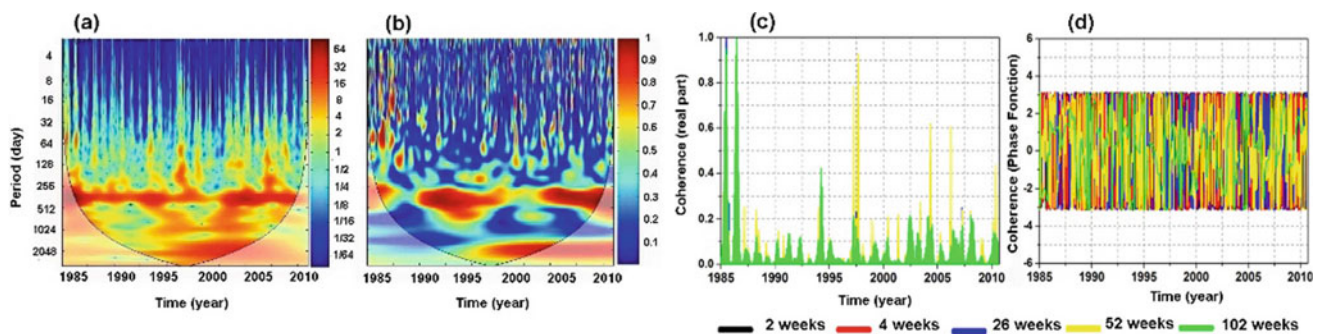 (a)
(b)
(c)
(d)
Period (day)
4
8
16
32
64
128
256
512
1024
2048
1985 1990 1995 2000 2005 2010
Time (year)
64
32
16
8
4
2
1
1/2
1/4
1/8
1/16
1/32
1/64
1985 1990 1995 2000 2005 2010
Time (year)
1
0.9
0.8
0.7
0.6
0.5
0.4
0.3
0.2
0.1
Coherence (real part)
1.0
0.8
0.6
0.4
0.2
0.0
1985 1990 1995 2000 2005 2010
Time (year)
Coherence (Phase Fonction)
6
4
2
0
-2
-4
-6
1985 1990 1995 2000 2005 2010
Time (year)
2 weeks 4 weeks 26 weeks 52 weeks 102 weeks